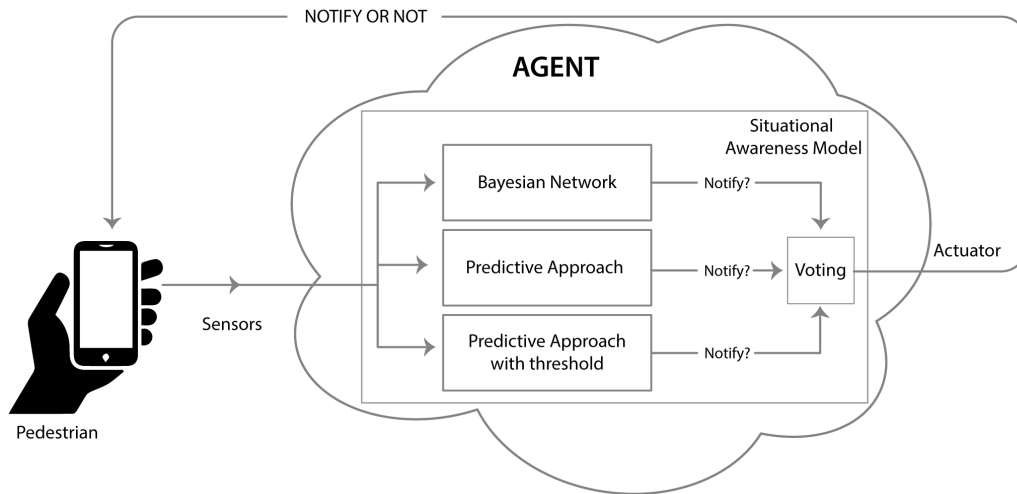 NOTIFY OR NOT
AGENT
Situational
Awareness Model
Bayesian Network
Notify?
Predictive Approach
Notify?
Voting
Actuator
Sensors
Predictive Approach
with threshold
Notify?
Pedestrian